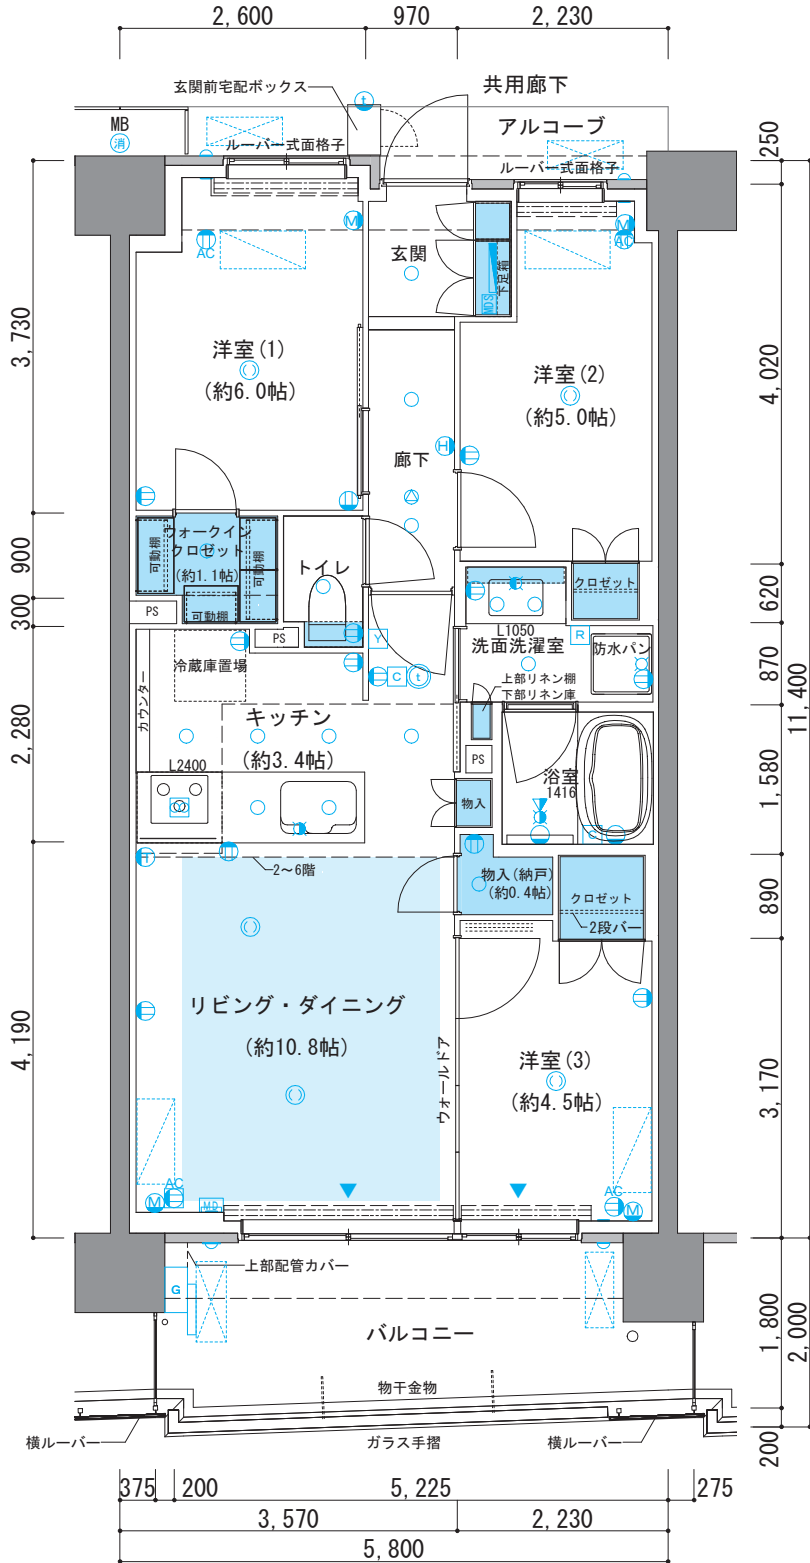 2,600 970 2,230
玄関前宅配ボックス
t
共用廊下
MB
消
アルコーブ
ルーバー式面格子
ルーバー式面格子
250
M
AC
玄関
下足箱
MDS
M
AC
3,730
洋室(1)
(約6.0帖)
洋室(2)
(約5.0帖)
4,020
H
廊下
900
可動棚
ウォークイン
クロゼット
(約1.1帖)
可動棚
可動棚
トイレ
クロゼット
620
300
PS
PS
Y
L1050
洗面洗濯室
R
防水パン
870
11,400
冷蔵庫置場
C
t
上部リネン棚
下部リネン庫
カウンター
2,280
キッチン
(約3.4帖)
L2400
PS
浴室
1416
1,580
物入
H
2〜6階
物入(納戸)
(約0.4帖)
クロゼット
2段バー
890
リビング・ダイニング
(約10.8帖)
ウォールドア
4,190
洋室(3)
(約4.5帖)
3,170
AC
M
MD
AC
M
上部配管カバー
G
バルコニー
1,800
2,000
物干金物
横ルーバー
ガラス手摺
横ルーバー
200
375 200 5,225 275
3,570 2,230
5,800